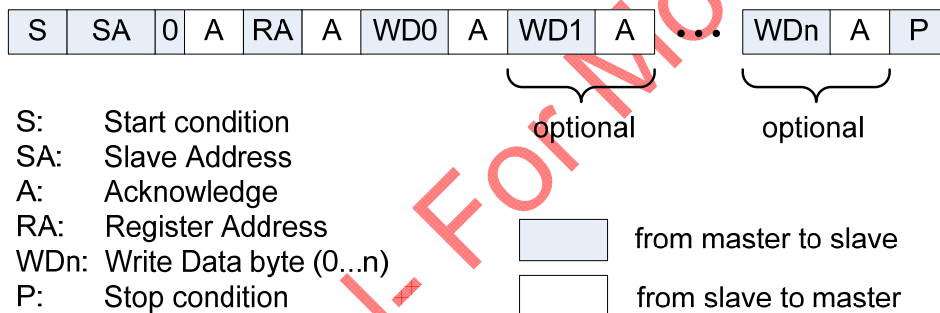 S SA 0 A RA A WD0 A WD1 A ... WDn A P
optional optional
S: Start condition
SA: Slave Address
A: Acknowledge
RA: Register Address
WDn: Write Data byte (0...n)
P: Stop condition
from master to slave
from slave to master
For